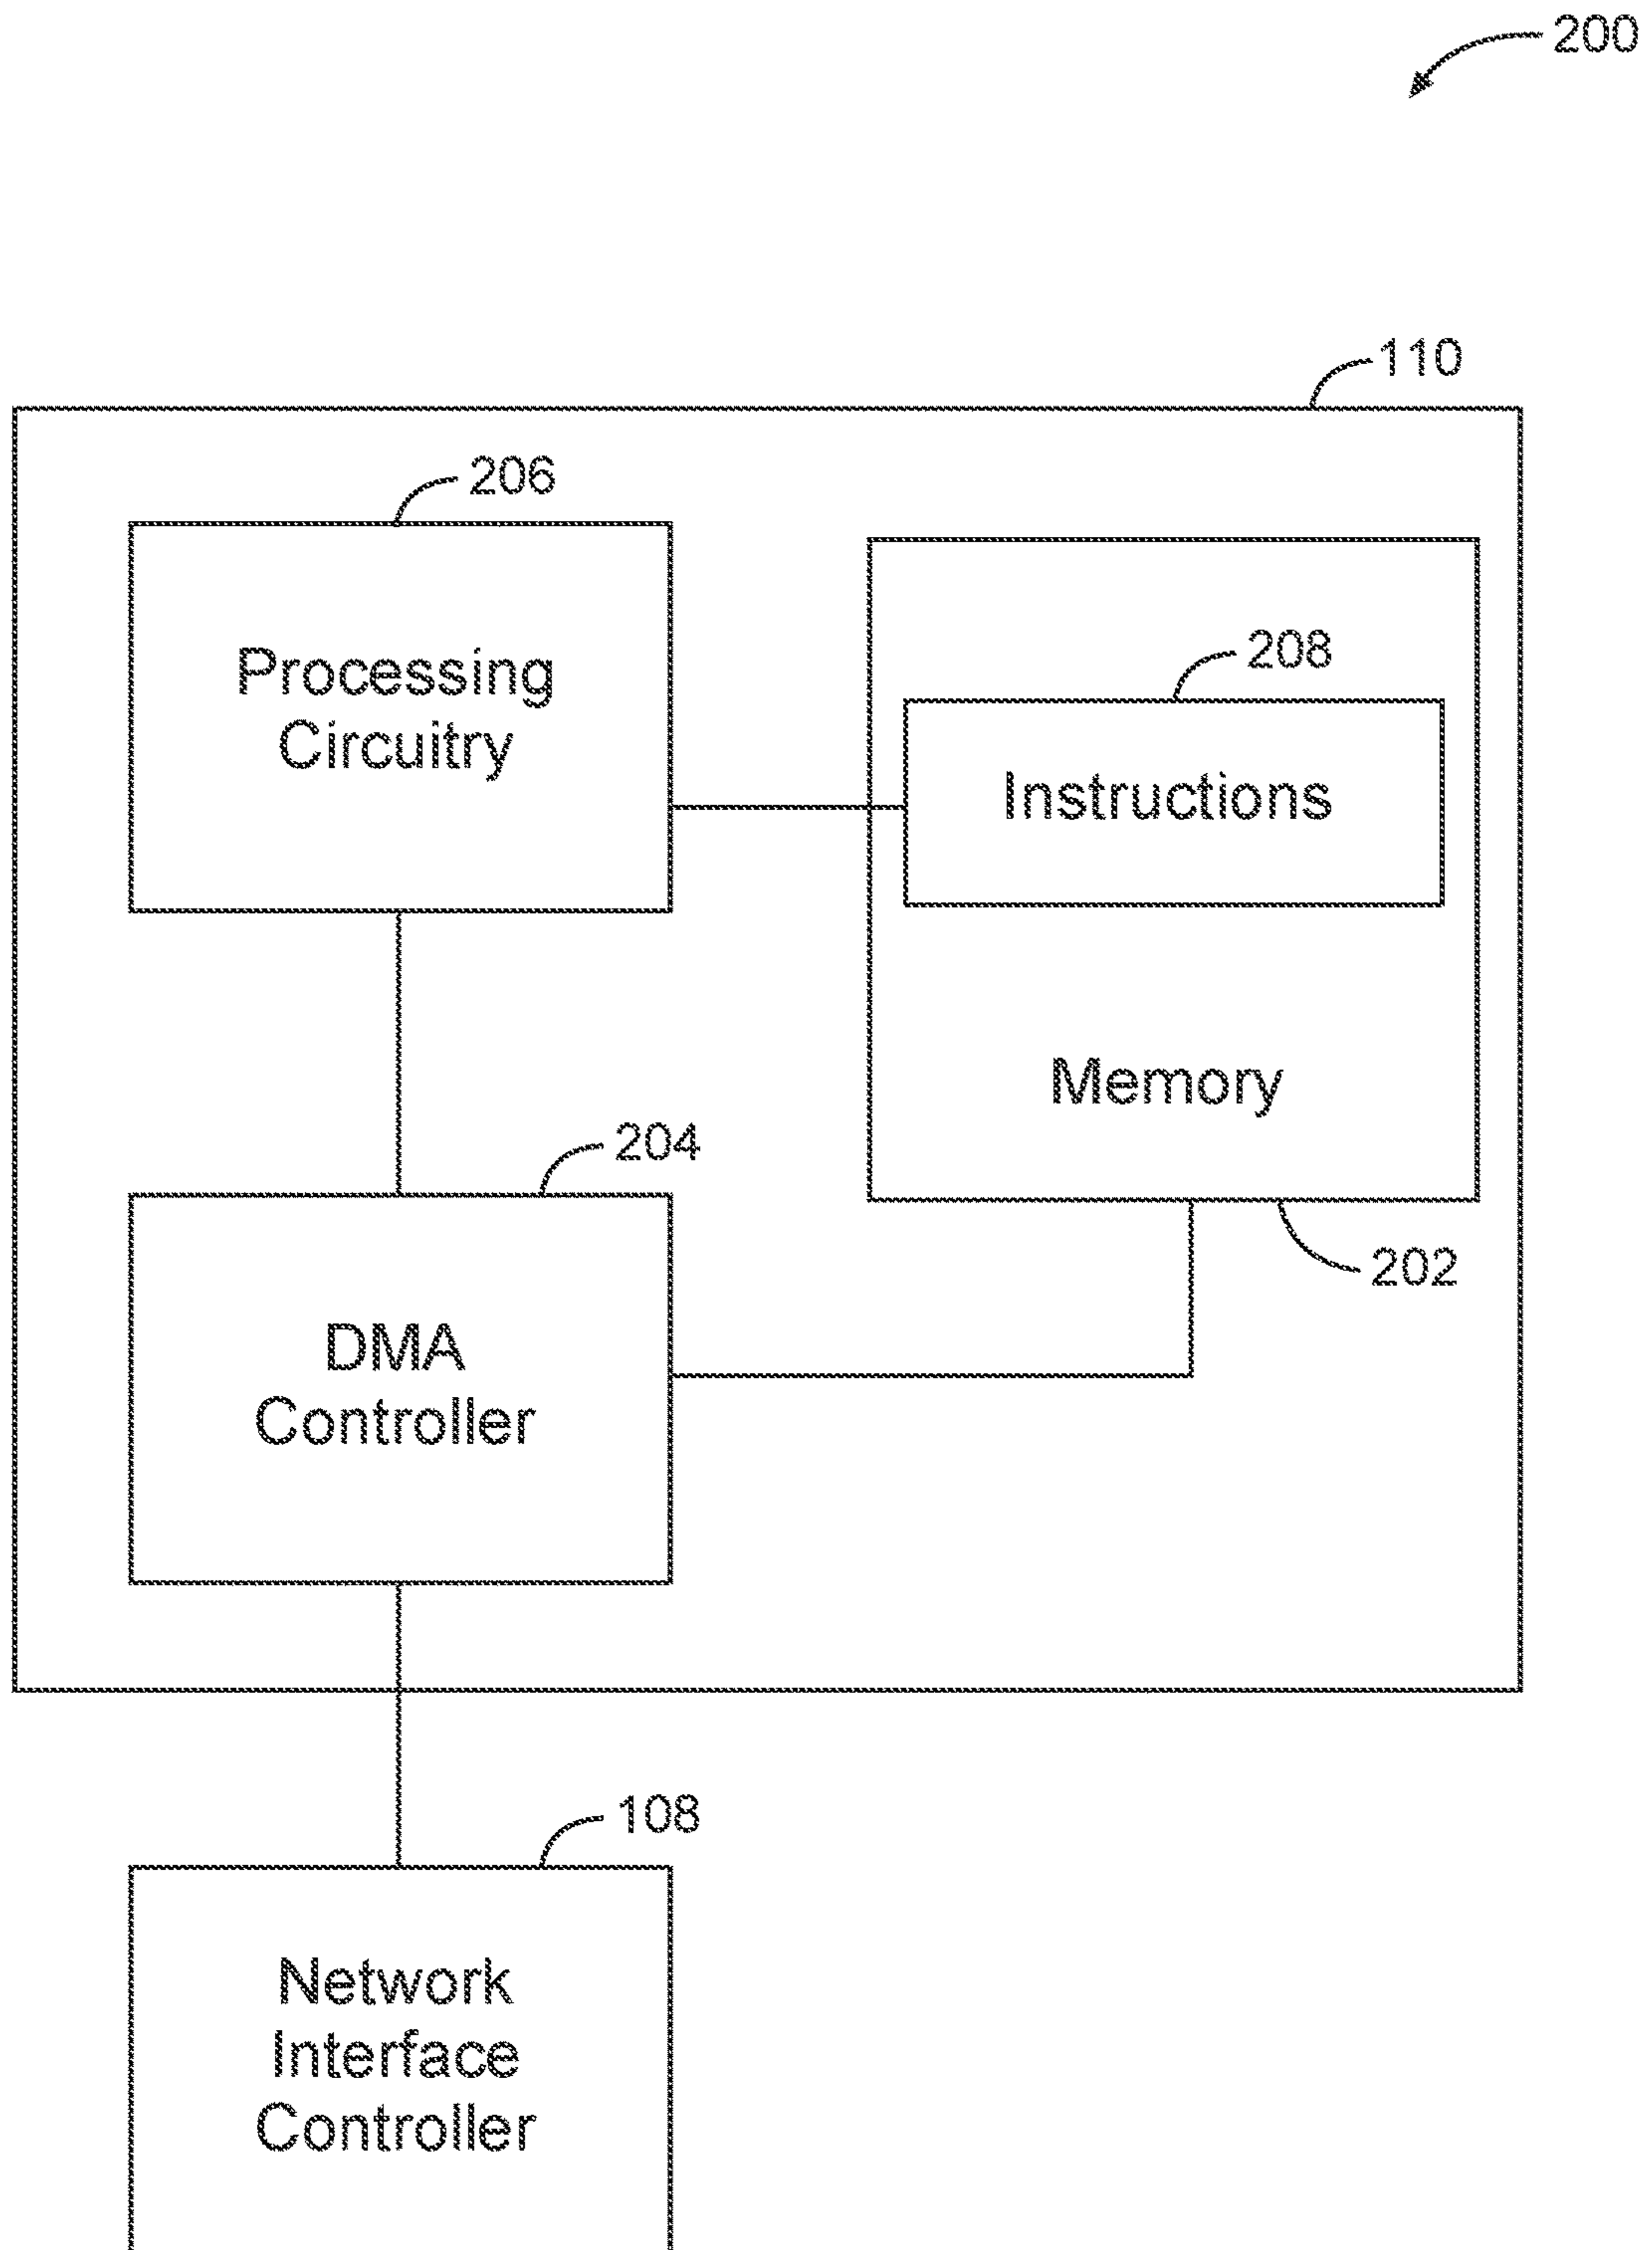 200
110
206
Processing
Circuitry
208
Instructions
Memory
204
202
DMA
Controller
108
Network
Interface
Controller